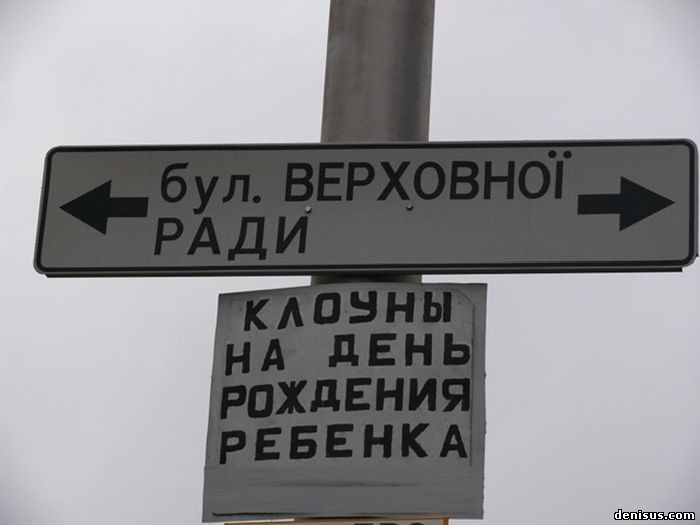 бул. ВЕРХОВНОЇ
РАДИ
КЛОУНЫ
НА ДЕНЬ
РОЖДЕНИЯ
РЕБЕНКА
denisus.com